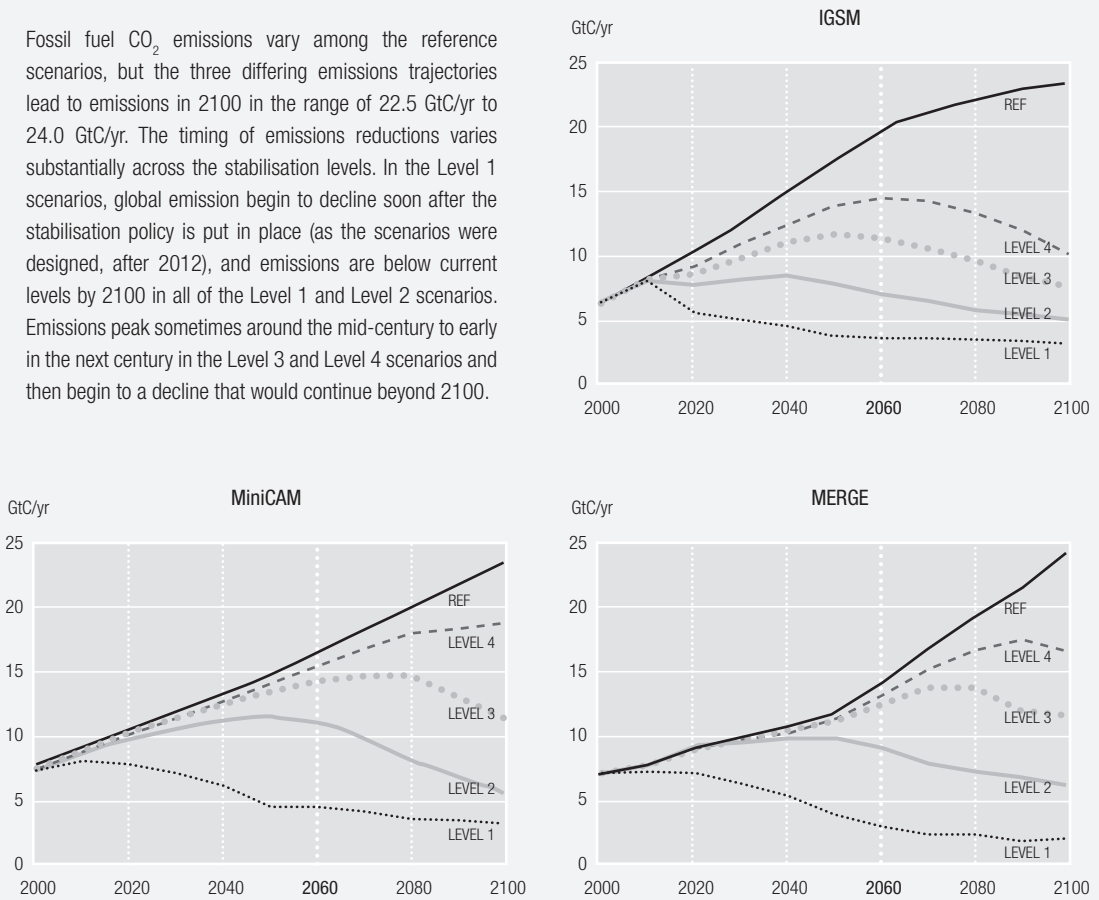 Fossil fuel CO2 emissions vary among the reference
scenarios, but the three differing emissions trajectories
lead to emissions in 2100 in the range of 22.5 GtC/yr to
24.0 GtC/yr. The timing of emissions reductions varies
substantially across the stabilisation levels. In the Level 1
scenarios, global emission begin to decline soon after the
stabilisation policy is put in place (as the scenarios were
designed, after 2012), and emissions are below current
levels by 2100 in all of the Level 1 and Level 2 scenarios.
Emissions peak sometimes around the mid-century to early
in the next century in the Level 3 and Level 4 scenarios and
then begin to a decline that would continue beyond 2100.
IGSM
GtC/yr
25
20
15
10
5
0
REF
LEVEL 4
LEVEL 3
LEVEL 2
LEVEL 1
2000 2020 2040 2060 2080 2100
MiniCAM
GtC/yr
25
20
15
10
5
0
REF
LEVEL 4
LEVEL 3
LEVEL 2
LEVEL 1
2000 2020 2040 2060 2080 2100
MERGE
GtC/yr
25
20
15
10
5
0
REF
LEVEL 4
LEVEL 3
LEVEL 2
LEVEL 1
2000 2020 2040 2060 2080 2100